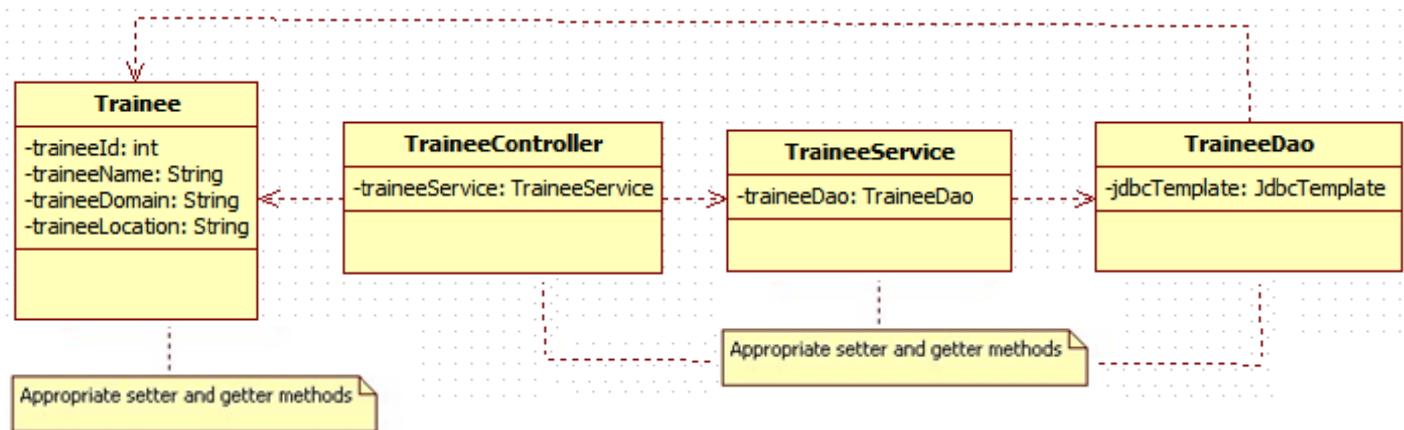 Trainee
-traineeId: int
-traineeName: String
-traineeDomain: String
-traineeLocation: String
Appropriate setter and getter methods
TraineeController
-traineeService: TraineeService
TraineeService
-traineeDao: TraineeDao
Appropriate setter and getter methods
TraineeDao
-jdbcTemplate: JdbcTemplate